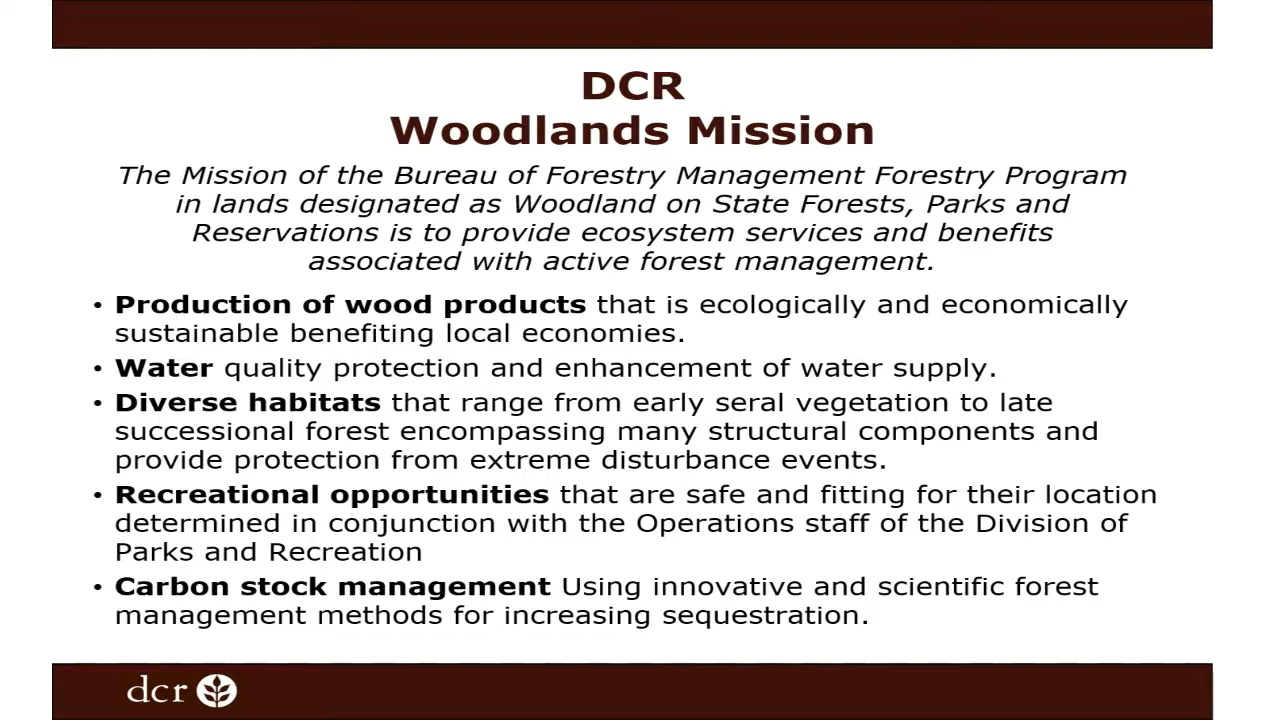 DCR
Woodlands Mission
The Mission of the Bureau of Forestry Management Forestry Program
in lands designated as Woodland on State Forests, Parks and
Reservations is to provide ecosystem services and benefits
associated with active forest management.
• Production of wood products that is ecologically and economically
sustainable benefiting local economies.
• Water quality protection and enhancement of water supply.
• Diverse habitats that range from early seral vegetation to late
successional forest encompassing many structural components and
provide protection from extreme disturbance events.
• Recreational opportunities that are safe and fitting for their location
determined in conjunction with the Operations staff of the Division of
Parks and Recreation
• Carbon stock management Using innovative and scientific forest
management methods for increasing sequestration.
dcr